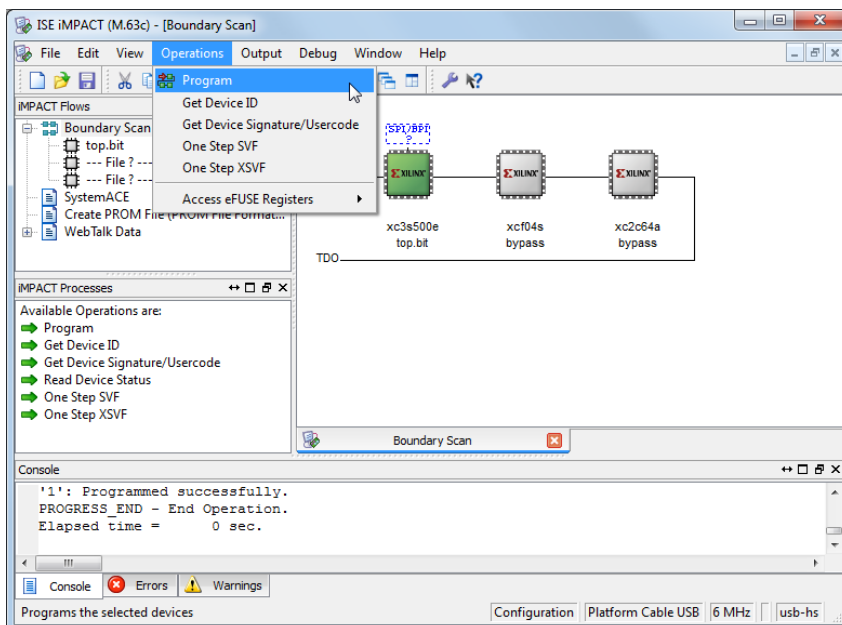 ISE iMPACT (M.63c) - [Boundary Scan]
File Edit View Operations Output Debug Window Help
Program
Get Device ID
Get Device Signature/Usercode
One Step SVF
One Step XSVF
Access eFUSE Registers
iMPACT Flows
Boundary Scan
top.bit
--- File ? ---
--- File ? ---
SystemACE
Create PROM File (PROM File Format...
WebTalk Data
SPI/BPI
?
XILINX XILINX XILINX
xc3s500e xcf04s xc2c64a
top.bit bypass bypass
TDO
iMPACT Processes
Available Operations are:
Program
Get Device ID
Get Device Signature/Usercode
Read Device Status
One Step SVF
One Step XSVF
Boundary Scan
Console
'1': Programmed successfully.
PROGRESS_END - End Operation.
Elapsed time =      0 sec.
Console Errors Warnings
Programs the selected devices
Configuration Platform Cable USB 6 MHz usb-hs